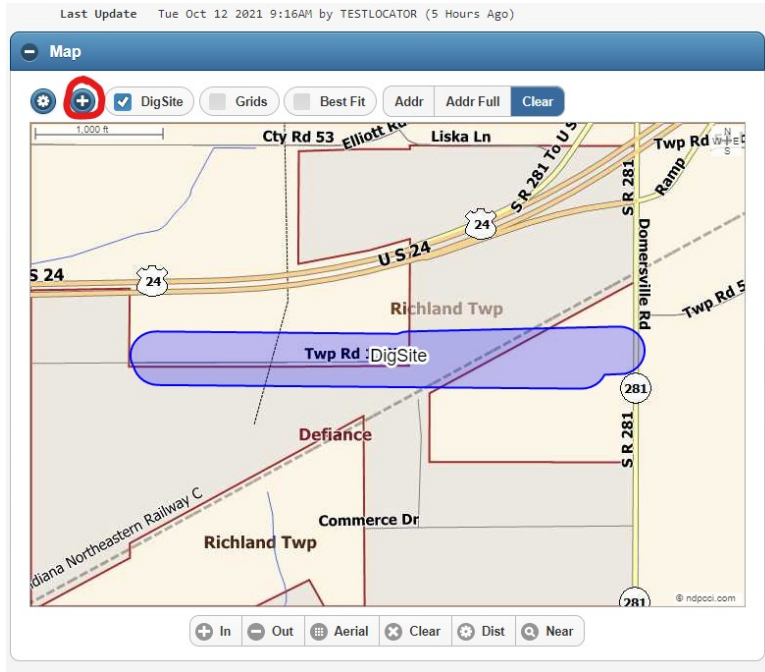 Last Update Tue Oct 12 2021 9:16AM by TESTLOCATOR (5 Hours Ago)
Map
DigSite Grids Best Fit Addr Addr Full Clear
1,000 ft
Cty Rd 53
Elliott Rd
Liska Ln
S R 281 To U S
S R 281
Ramp
Twp Rd
N
W E
S
24
U S 24
S 24
24
Domersville Rd
Richland Twp
Twp Rd 5
Twp Rd
DigSite
281
Defiance
S R 281
Indiana Northeastern Railway C
Commerce Dr
Richland Twp
281
© ndpcci.com
In Out Aerial Clear Dist Near